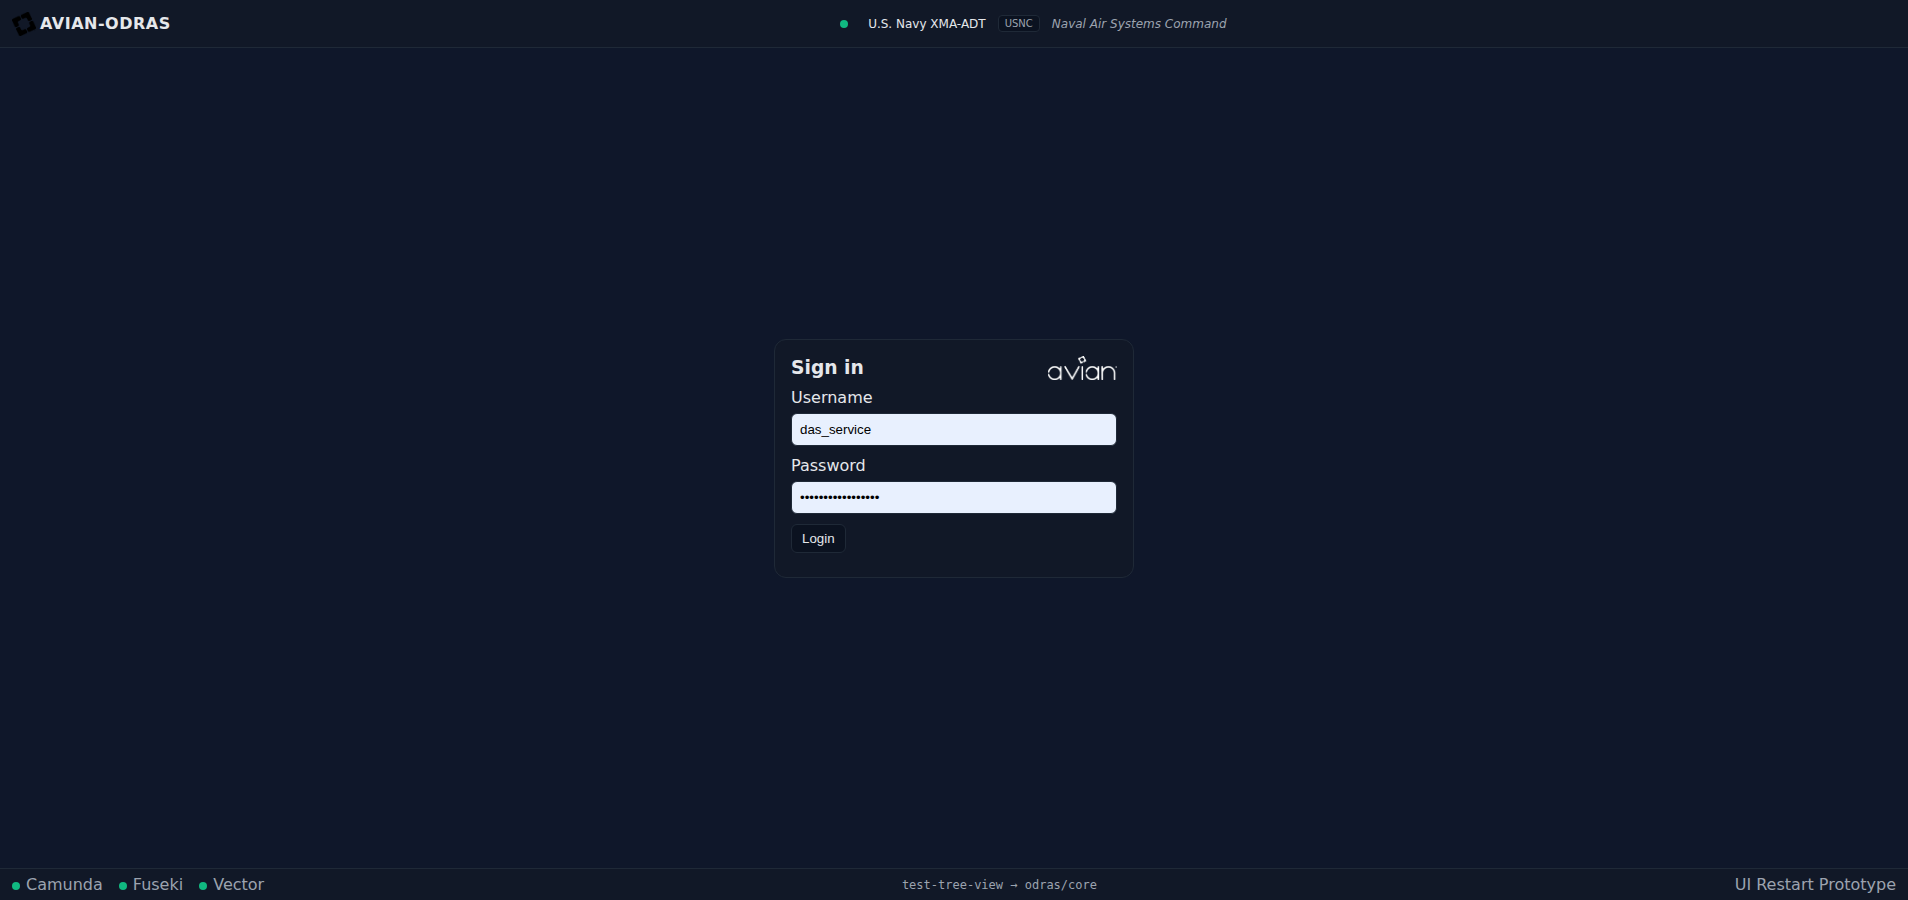 AVIAN-ODRAS
U.S. Navy XMA-ADT USNC Naval Air Systems Command
Sign in
avian
Username
das_service
Password
•••••••••••••••••
Login
Camunda Fuseki Vector
test-tree-view → odras/core
UI Restart Prototype